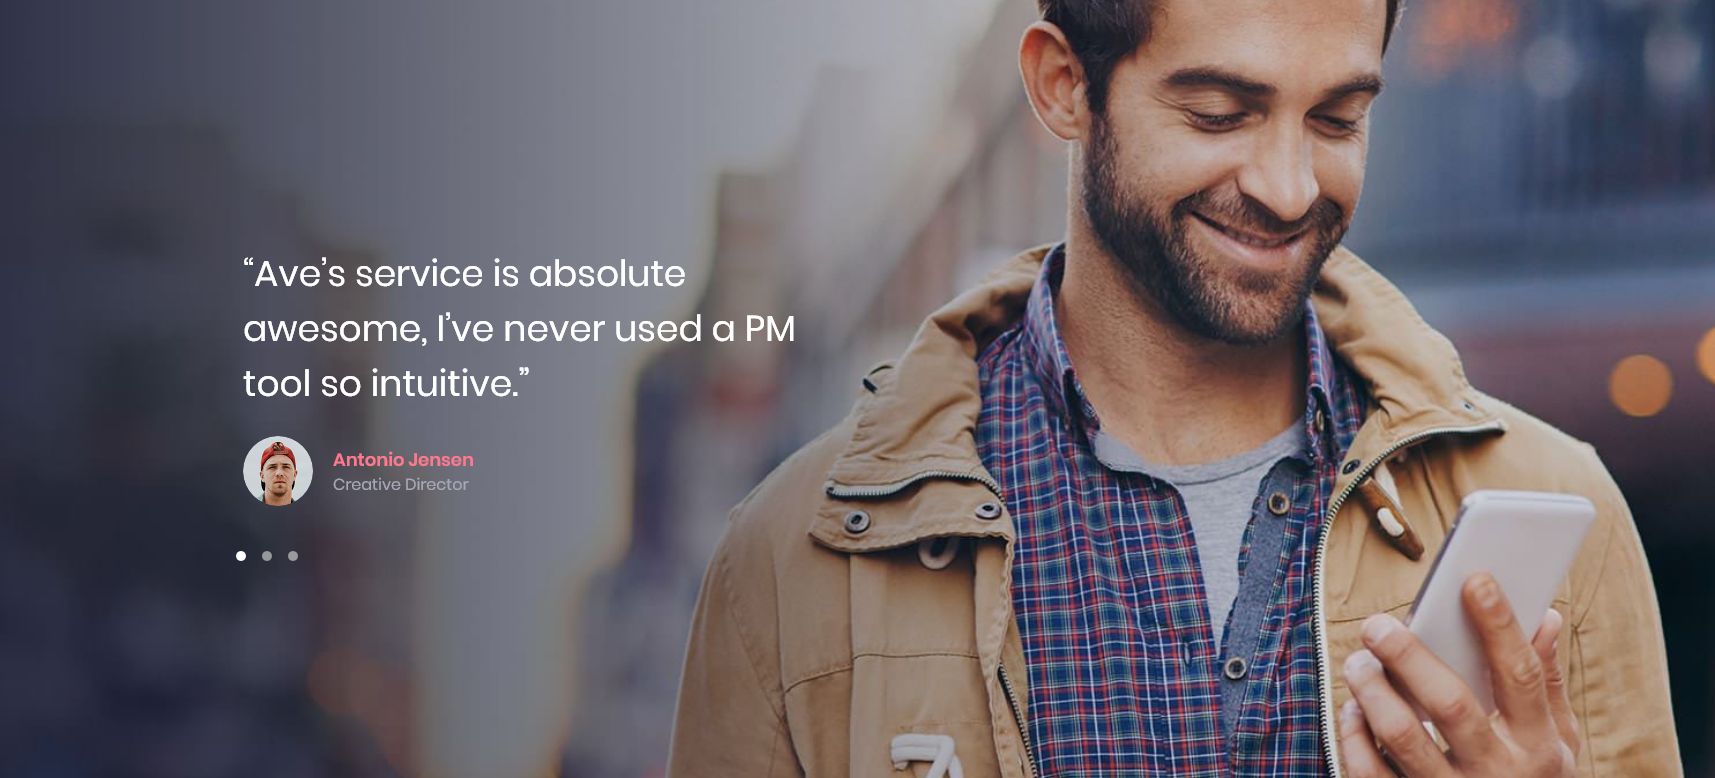 “Ave’s service is absolute
awesome, I’ve never used a PM
tool so intuitive.”
Antonio Jensen
Creative Director